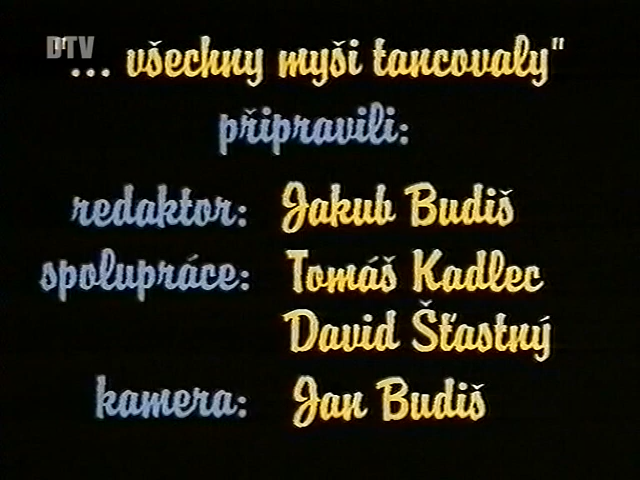 DTV
"... všechny myši tancovaly"
připravili:
redaktor: Jakub Budiš
spolupráce: Tomáš Kadlec
David Šťastný
kamera: Jan Budiš